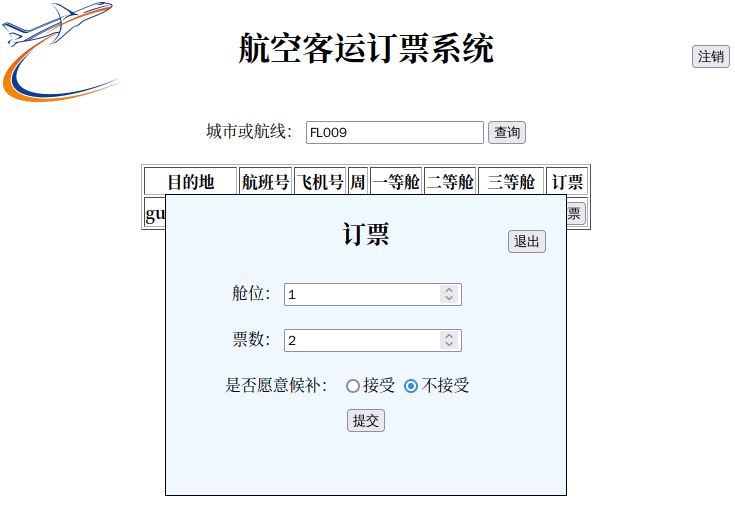 航空客运订票系统
注销
城市或航线： FL009 查询
目的地 航班号 飞机号 周 一等舱 二等舱 三等舱 订票
gu 票
订票
退出
舱位： 1
票数： 2
是否愿意候补： 接受 不接受
提交